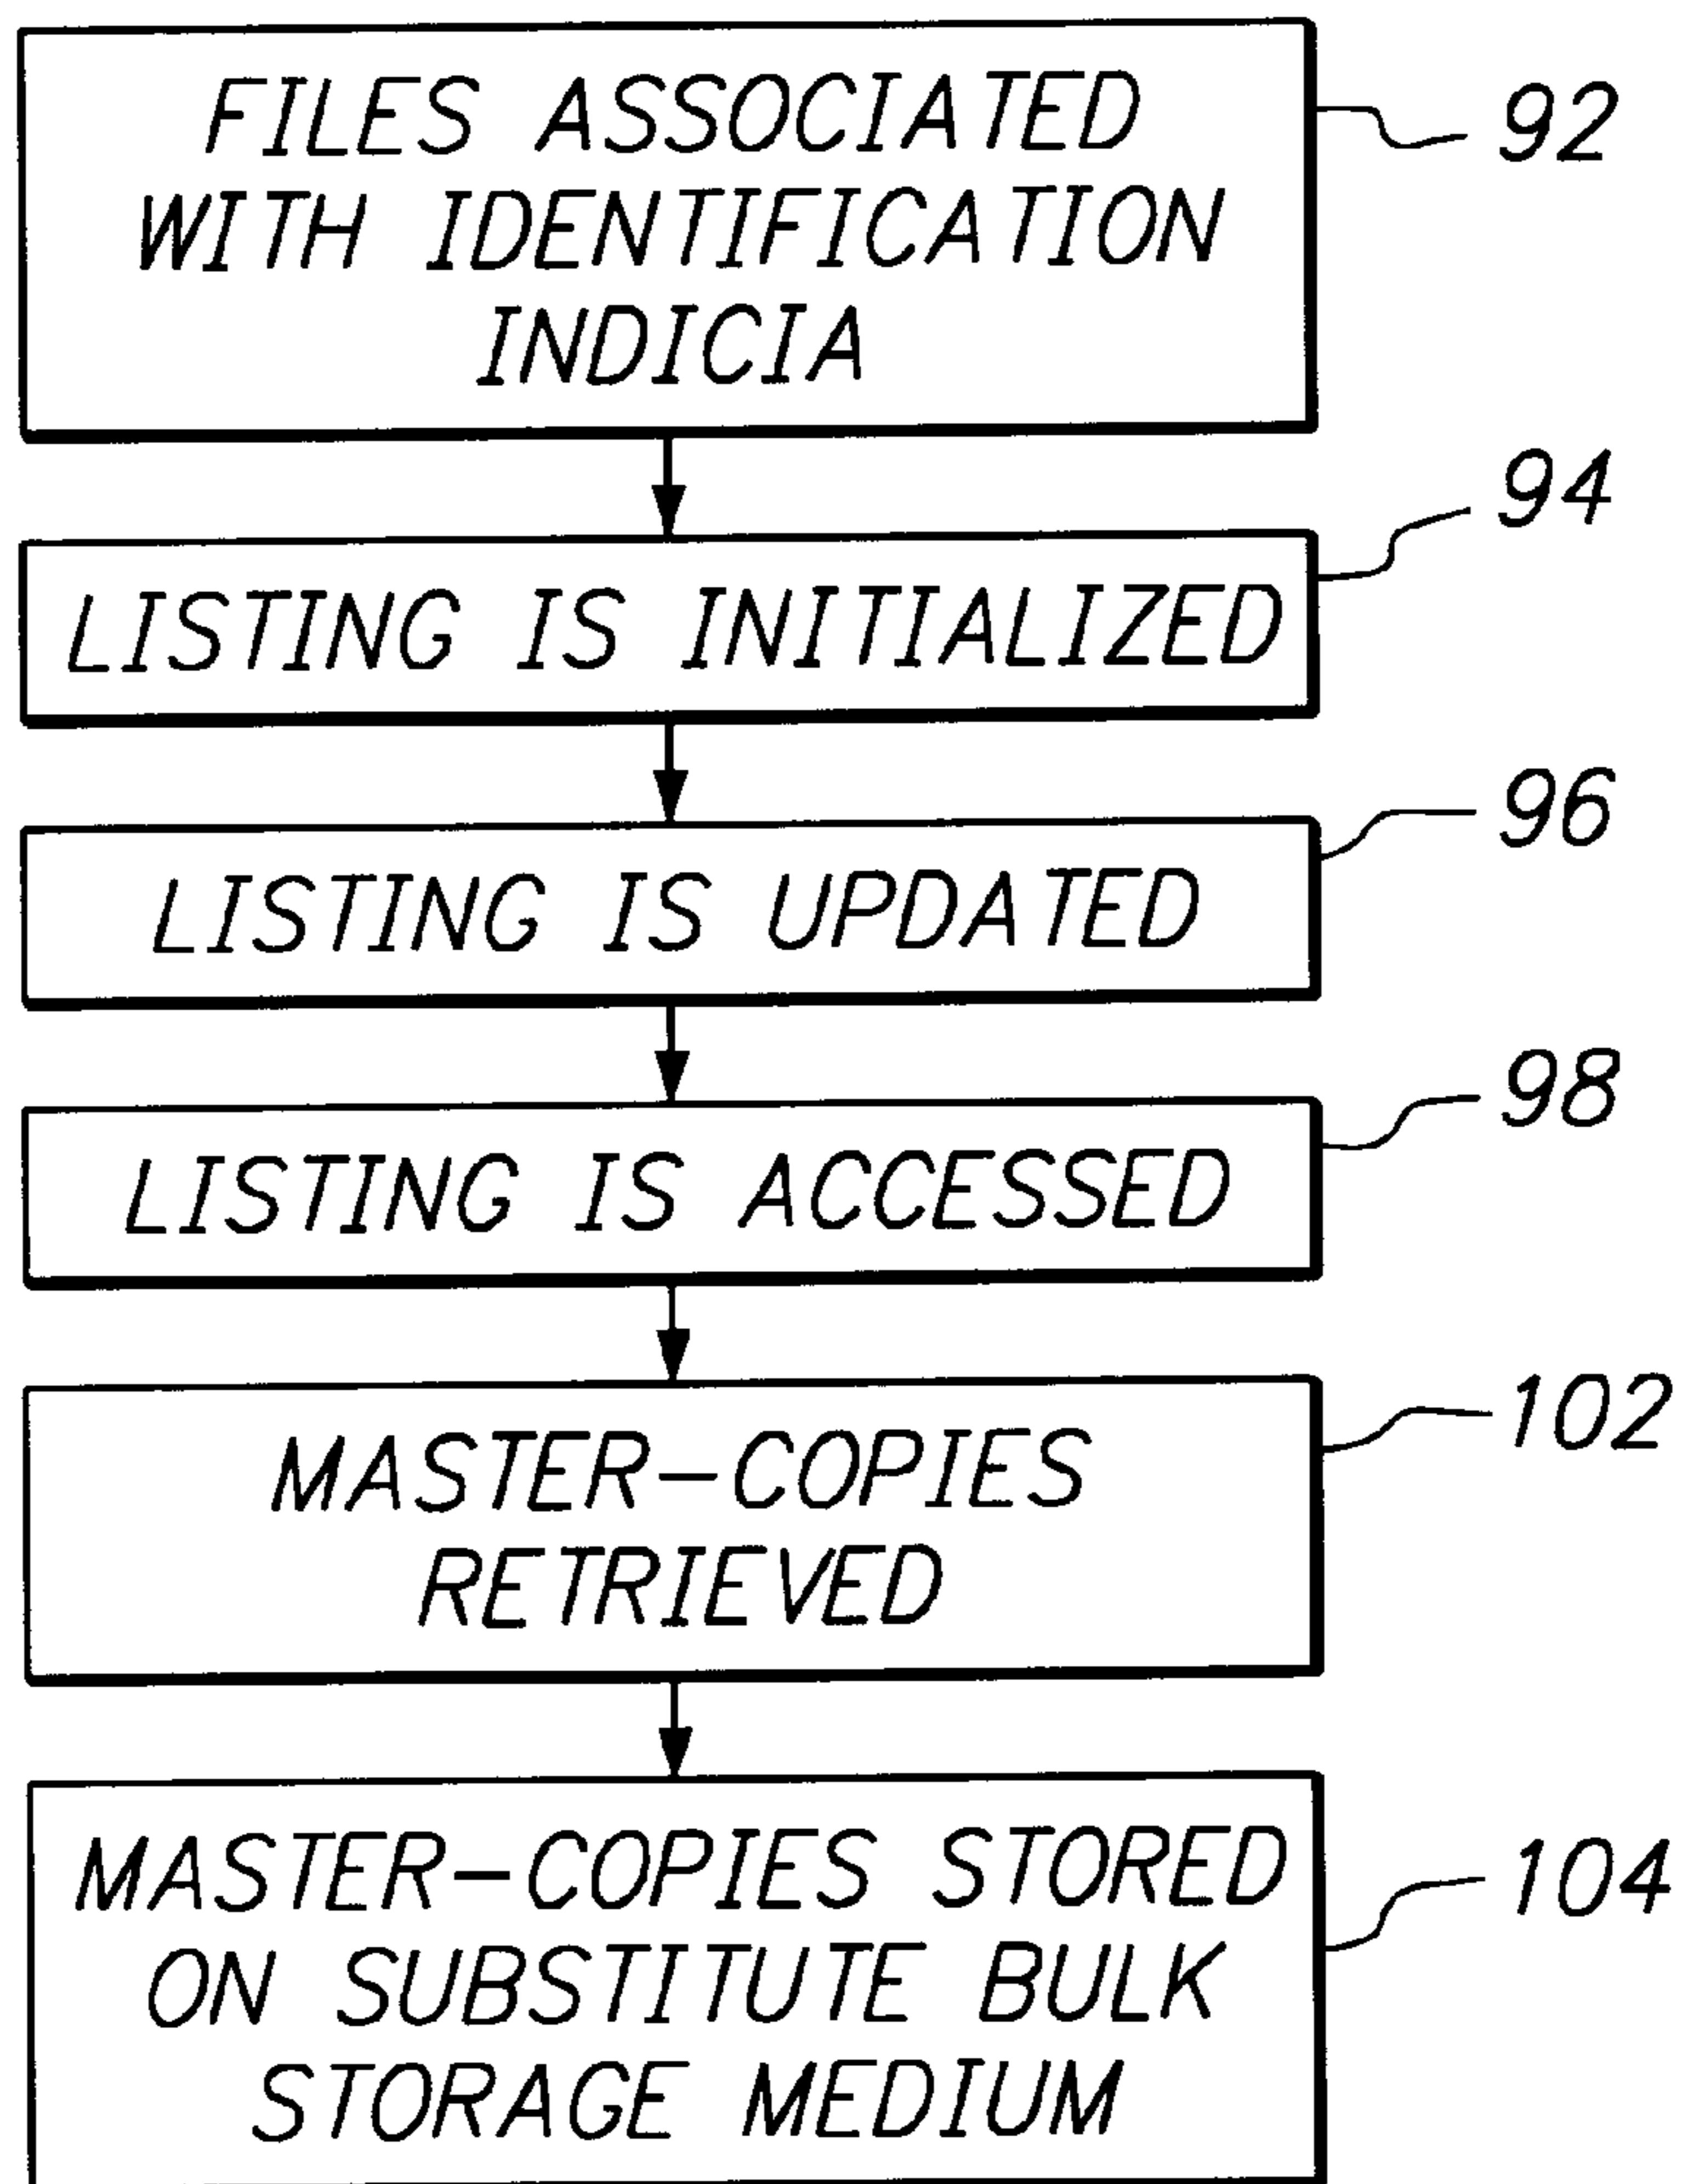 FILES ASSOCIATED
WITH IDENTIFICATION
INDICIA
92
LISTING IS INITIALIZED
94
LISTING IS UPDATED
96
LISTING IS ACCESSED
98
MASTER-COPIES
RETRIEVED
102
MASTER-COPIES STORED
ON SUBSTITUTE BULK
STORAGE MEDIUM
104